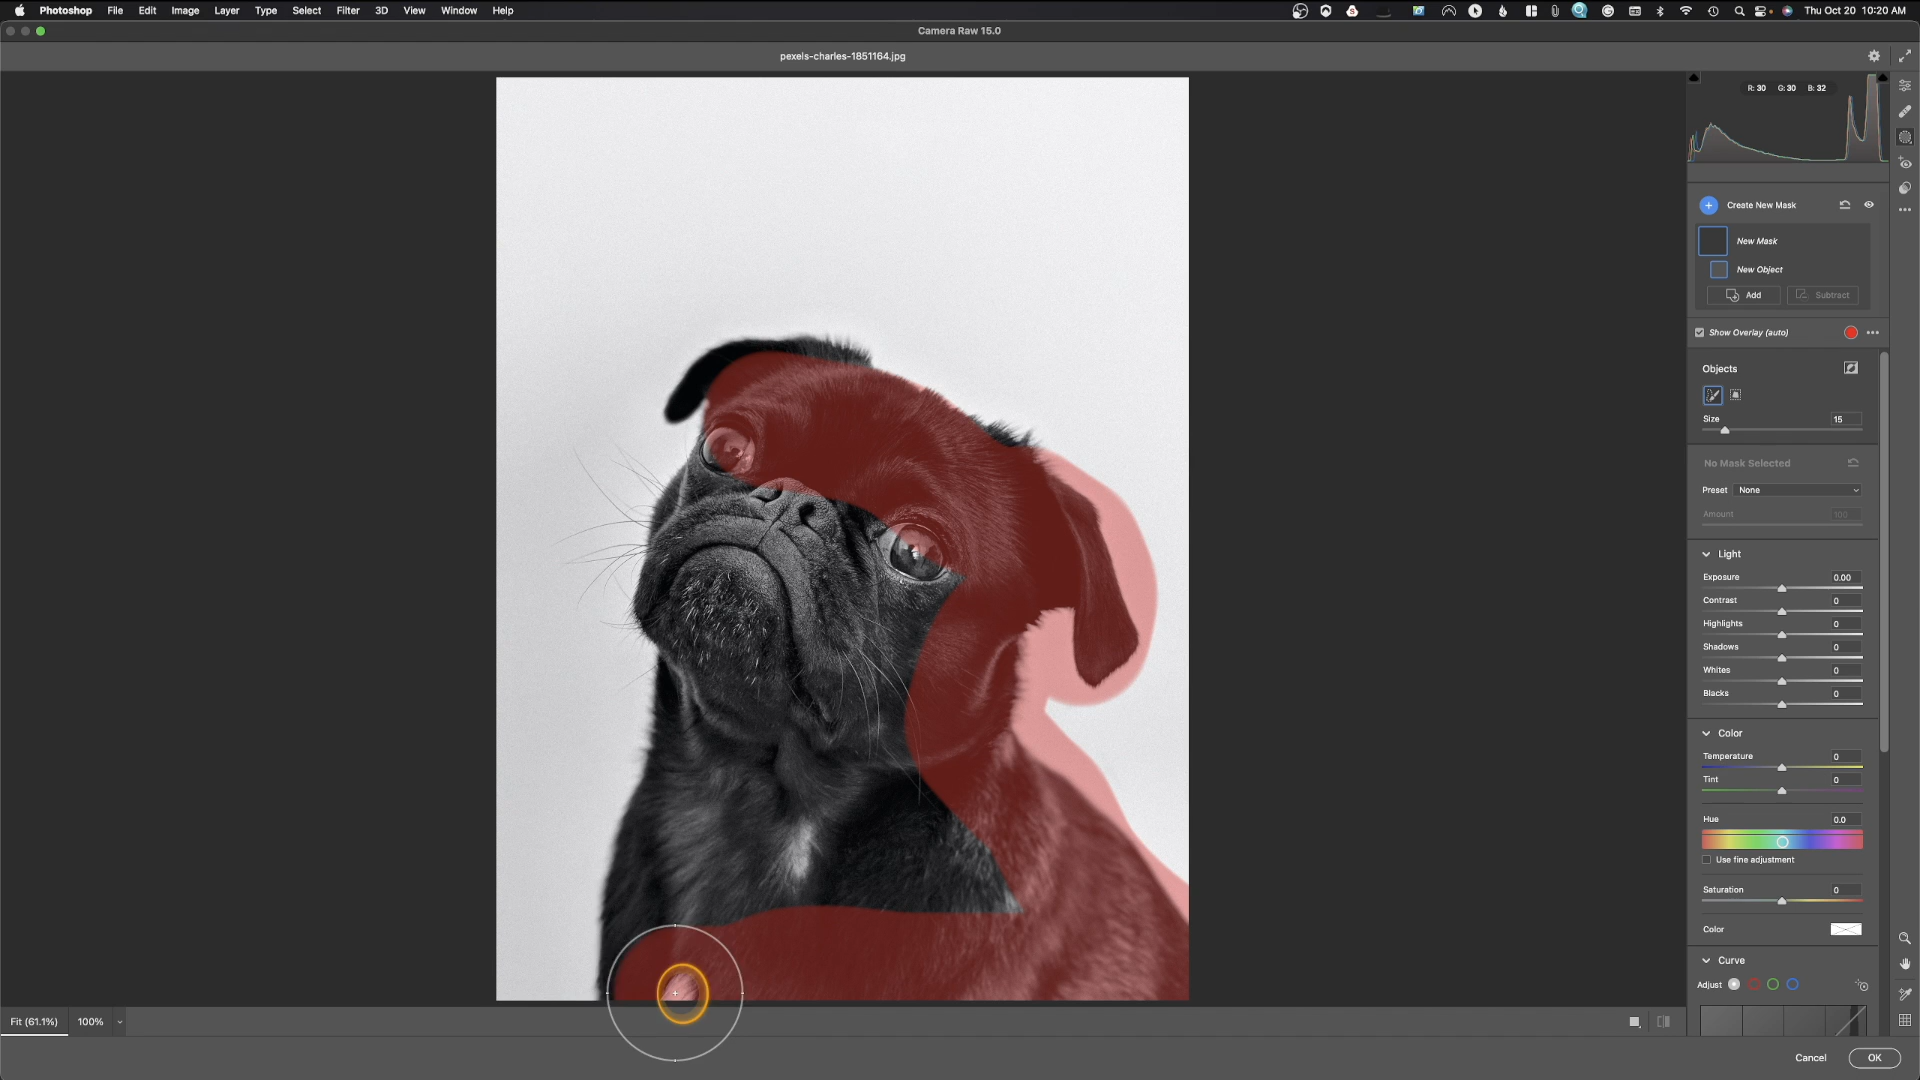 Photoshop File Edit Image Layer Type Select Filter 3D View Window Help
Thu Oct 20 10:20 AM
Camera Raw 15.0
pexels-charles-1851164.jpg
R: 30 G: 30 B: 32
Create New Mask
New Mask
New Object
Add Subtract
Show Overlay (auto)
Objects
Size 15
No Mask Selected
Preset None
Amount 100
Light
Exposure 0.00
Contrast 0
Highlights 0
Shadows 0
Whites 0
Blacks 0
Color
Temperature 0
Tint 0
Hue 0.0
Use fine adjustment
Saturation 0
Color
Curve
Adjust
Fit (61.1%) 100%
Cancel OK